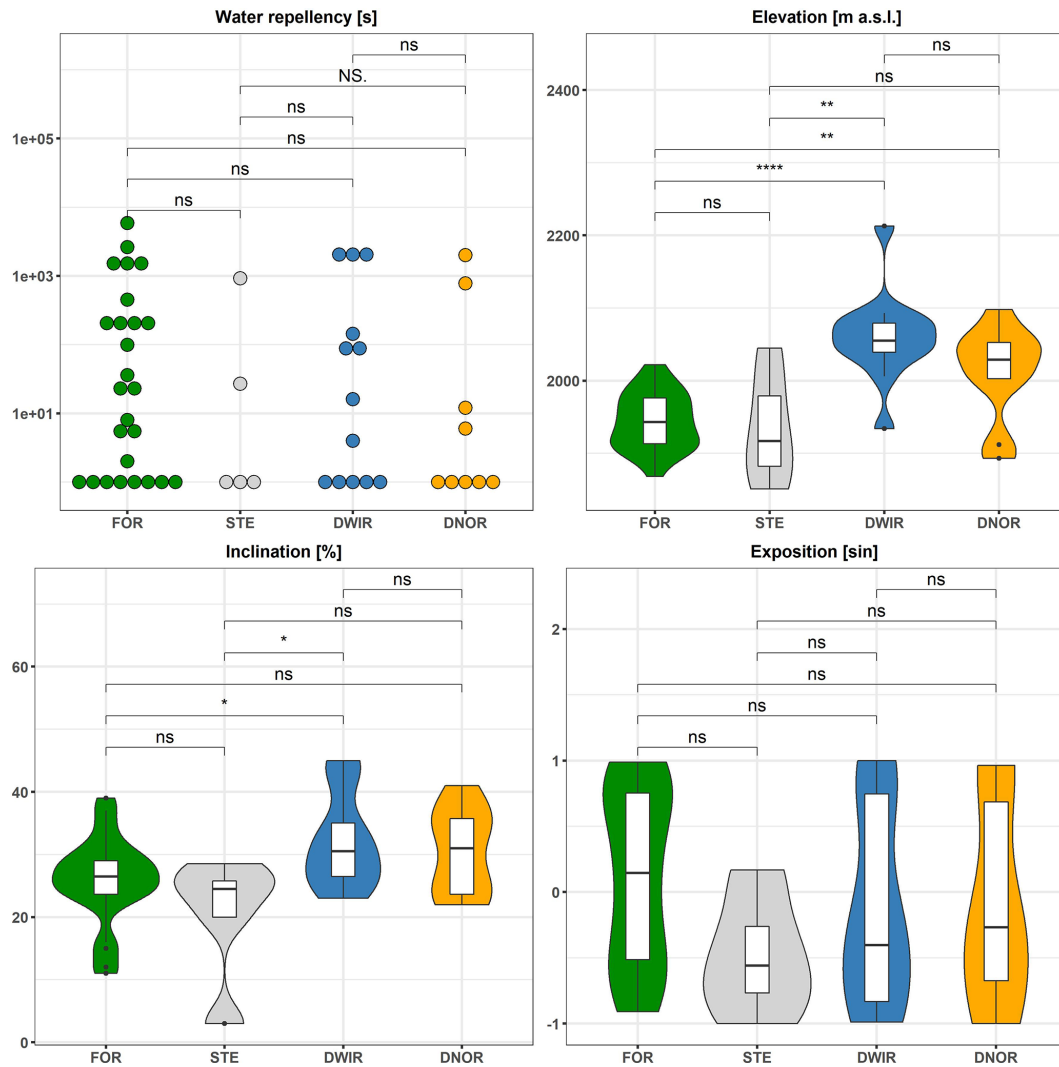 Water repellency [s]
ns
NS.
ns
1e+05
ns
ns
ns
1e+03
1e+01
FOR STE DWIR DNOR
Elevation [m a.s.l.]
ns
2400
ns
**
**
****
2200
ns
2000
FOR STE DWIR DNOR
Inclination [%]
ns
ns
*
60
ns
*
ns
40
20
0
FOR STE DWIR DNOR
Exposition [sin]
ns
ns
2
ns
ns
ns
ns
1
0
-1
FOR STE DWIR DNOR